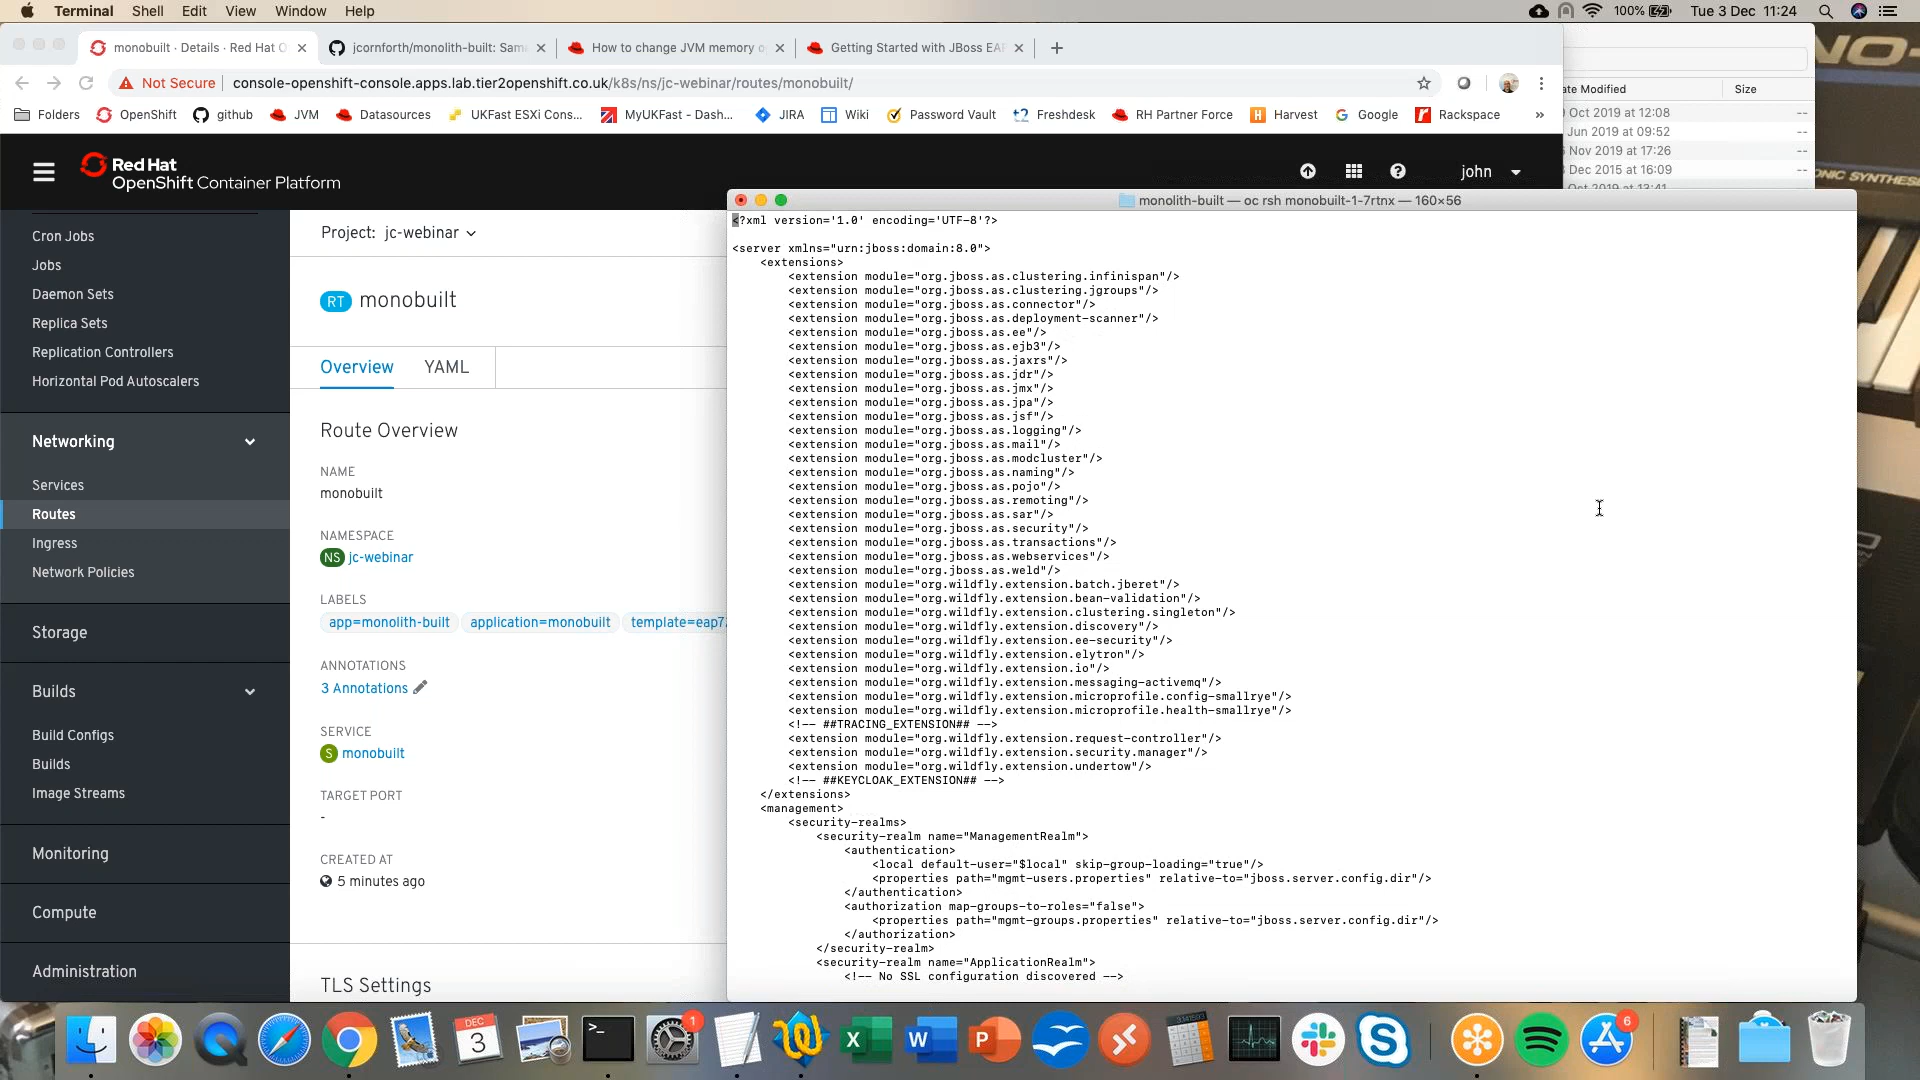 Terminal Shell Edit View Window Help
100% Tue 3 Dec 11:24
monobuilt · Details · Red Hat O
jcornforth/monolith-built: Sam
How to change JVM memory o
Getting Started with JBoss EA
Not Secure
console-openshift-console.apps.lab.tier2openshift.co.uk/k8s/ns/jc-webinar/routes/monobuilt/
Folders OpenShift github JVM Datasources UKFast ESXi Cons... MyUKFast - Dash... JIRA Wiki Password Vault Freshdesk RH Partner Force Harvest Google Rackspace »
ate Modified Size
Oct 2019 at 12:08 --
Jun 2019 at 09:52 --
Nov 2019 at 17:26 --
Dec 2015 at 16:09 --
Oct 2019 at 13:41 --
Red Hat
OpenShift Container Platform
john
Cron Jobs
Jobs
Daemon Sets
Replica Sets
Replication Controllers
Horizontal Pod Autoscalers
Networking
Services
Routes
Ingress
Network Policies
Storage
Builds
Build Configs
Builds
Image Streams
Monitoring
Compute
Administration
Project: jc-webinar
RT monobuilt
Overview YAML
Route Overview
NAME
monobuilt
NAMESPACE
NS jc-webinar
LABELS
app=monolith-built application=monobuilt template=eap7
ANNOTATIONS
3 Annotations
SERVICE
S monobuilt
TARGET PORT
-
CREATED AT
5 minutes ago
TLS Settings
monolith-built — oc rsh monobuilt-1-7rtnx — 160×56
<?xml version='1.0' encoding='UTF-8'?>
<server xmlns="urn:jboss:domain:8.0">
<extensions>
<extension module="org.jboss.as.clustering.infinispan"/>
<extension module="org.jboss.as.clustering.jgroups"/>
<extension module="org.jboss.as.connector"/>
<extension module="org.jboss.as.deployment-scanner"/>
<extension module="org.jboss.as.ee"/>
<extension module="org.jboss.as.ejb3"/>
<extension module="org.jboss.as.jaxrs"/>
<extension module="org.jboss.as.jdr"/>
<extension module="org.jboss.as.jmx"/>
<extension module="org.jboss.as.jpa"/>
<extension module="org.jboss.as.jsf"/>
<extension module="org.jboss.as.logging"/>
<extension module="org.jboss.as.mail"/>
<extension module="org.jboss.as.modcluster"/>
<extension module="org.jboss.as.naming"/>
<extension module="org.jboss.as.pojo"/>
<extension module="org.jboss.as.remoting"/>
<extension module="org.jboss.as.sar"/>
<extension module="org.jboss.as.security"/>
<extension module="org.jboss.as.transactions"/>
<extension module="org.jboss.as.webservices"/>
<extension module="org.jboss.as.weld"/>
<extension module="org.wildfly.extension.batch.jberet"/>
<extension module="org.wildfly.extension.bean-validation"/>
<extension module="org.wildfly.extension.clustering.singleton"/>
<extension module="org.wildfly.extension.discovery"/>
<extension module="org.wildfly.extension.ee-security"/>
<extension module="org.wildfly.extension.elytron"/>
<extension module="org.wildfly.extension.io"/>
<extension module="org.wildfly.extension.messaging-activemq"/>
<extension module="org.wildfly.extension.microprofile.config-smallrye"/>
<extension module="org.wildfly.extension.microprofile.health-smallrye"/>
<!-- ##TRACING_EXTENSION## -->
<extension module="org.wildfly.extension.request-controller"/>
<extension module="org.wildfly.extension.security.manager"/>
<extension module="org.wildfly.extension.undertow"/>
<!-- ##KEYCLOAK_EXTENSION## -->
</extensions>
<management>
<security-realms>
<security-realm name="ManagementRealm">
<authentication>
<local default-user="$local" skip-group-loading="true"/>
<properties path="mgmt-users.properties" relative-to="jboss.server.config.dir"/>
</authentication>
<authorization map-groups-to-roles="false">
<properties path="mgmt-groups.properties" relative-to="jboss.server.config.dir"/>
</authorization>
</security-realm>
<security-realm name="ApplicationRealm">
<!-- No SSL configuration discovered -->
DEC
3
1
6